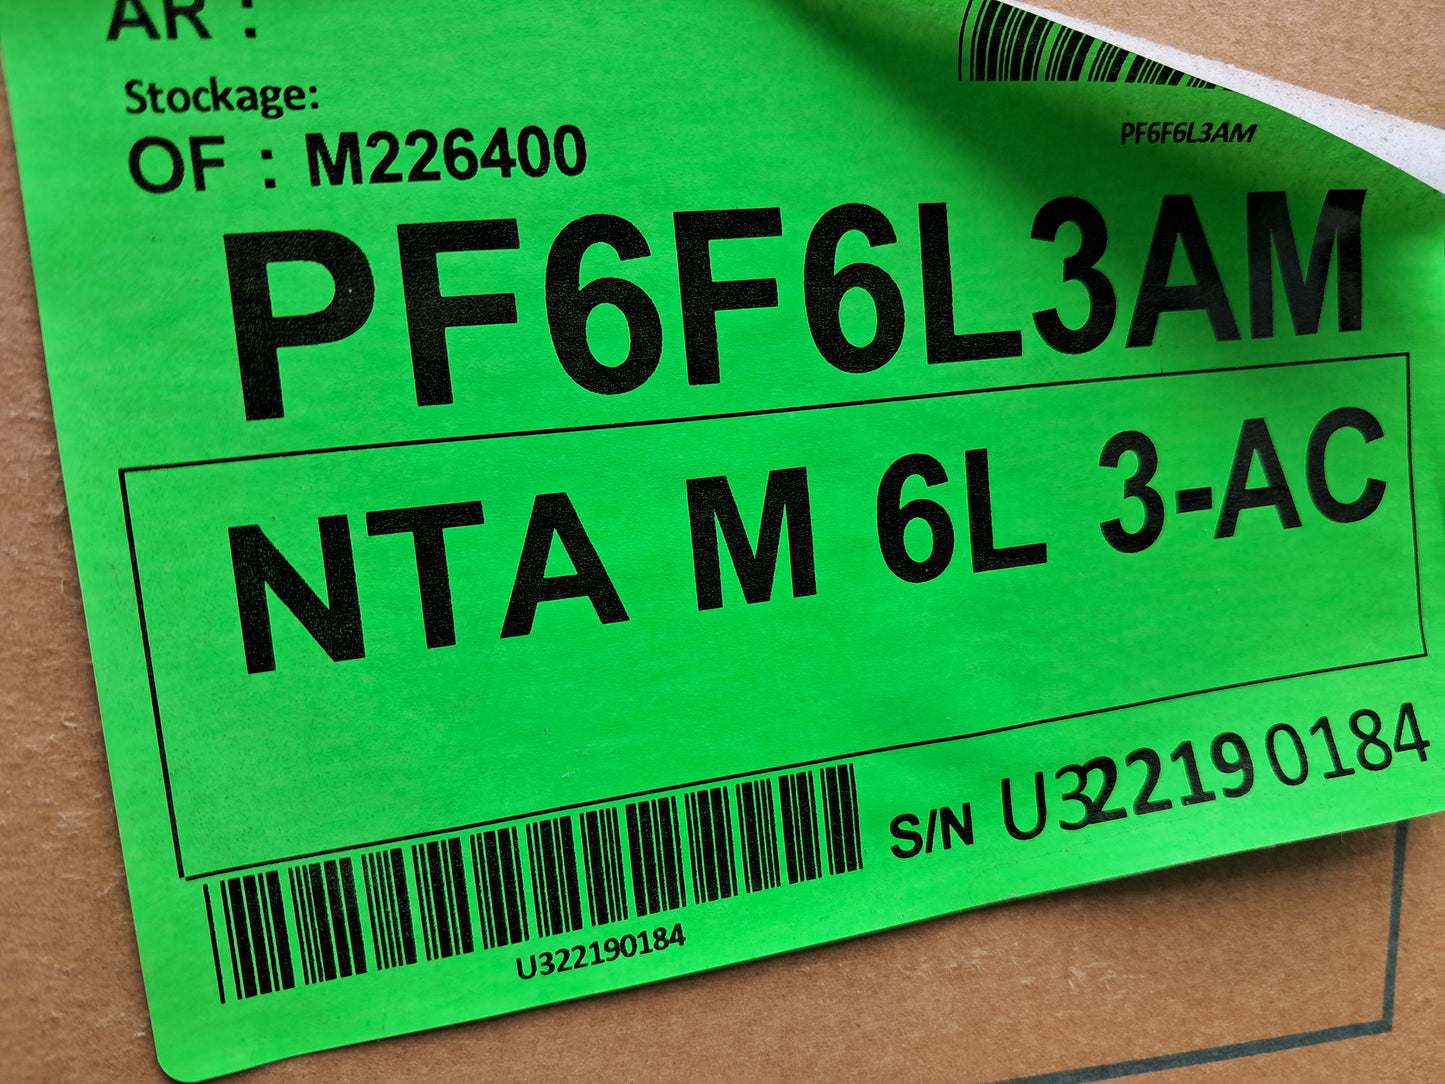 AR :
PF6F6L3AM
Stockage:
OF : M226400
PF6F6L3AM
NTA M 6L 3-AC
S/N U322190184
U322190184